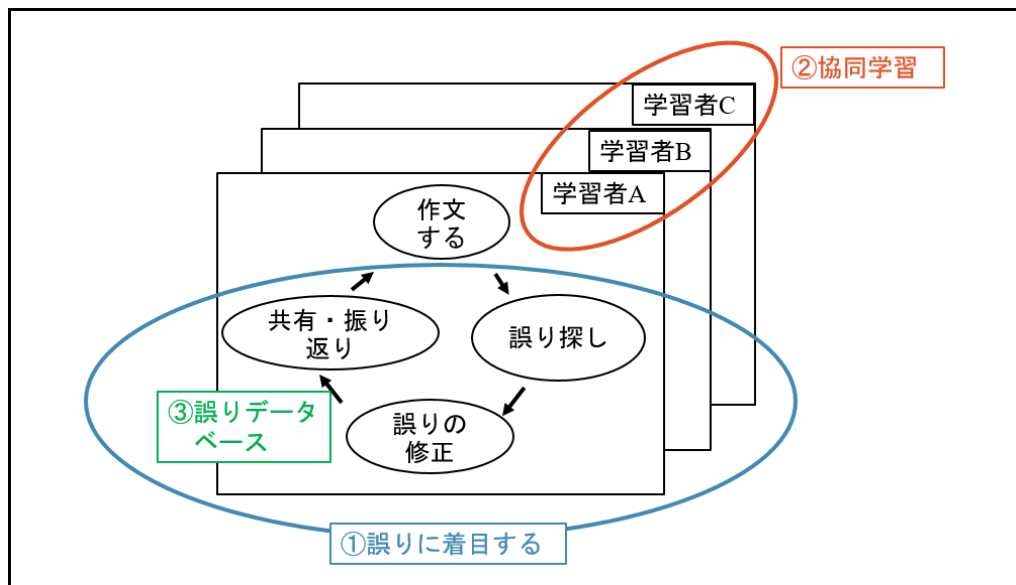 ②協同学習
学習者C
学習者B
学習者A
作文
する
共有・振り
返り
誤り探し
③誤りデータ
ベース
誤りの
修正
①誤りに着目する